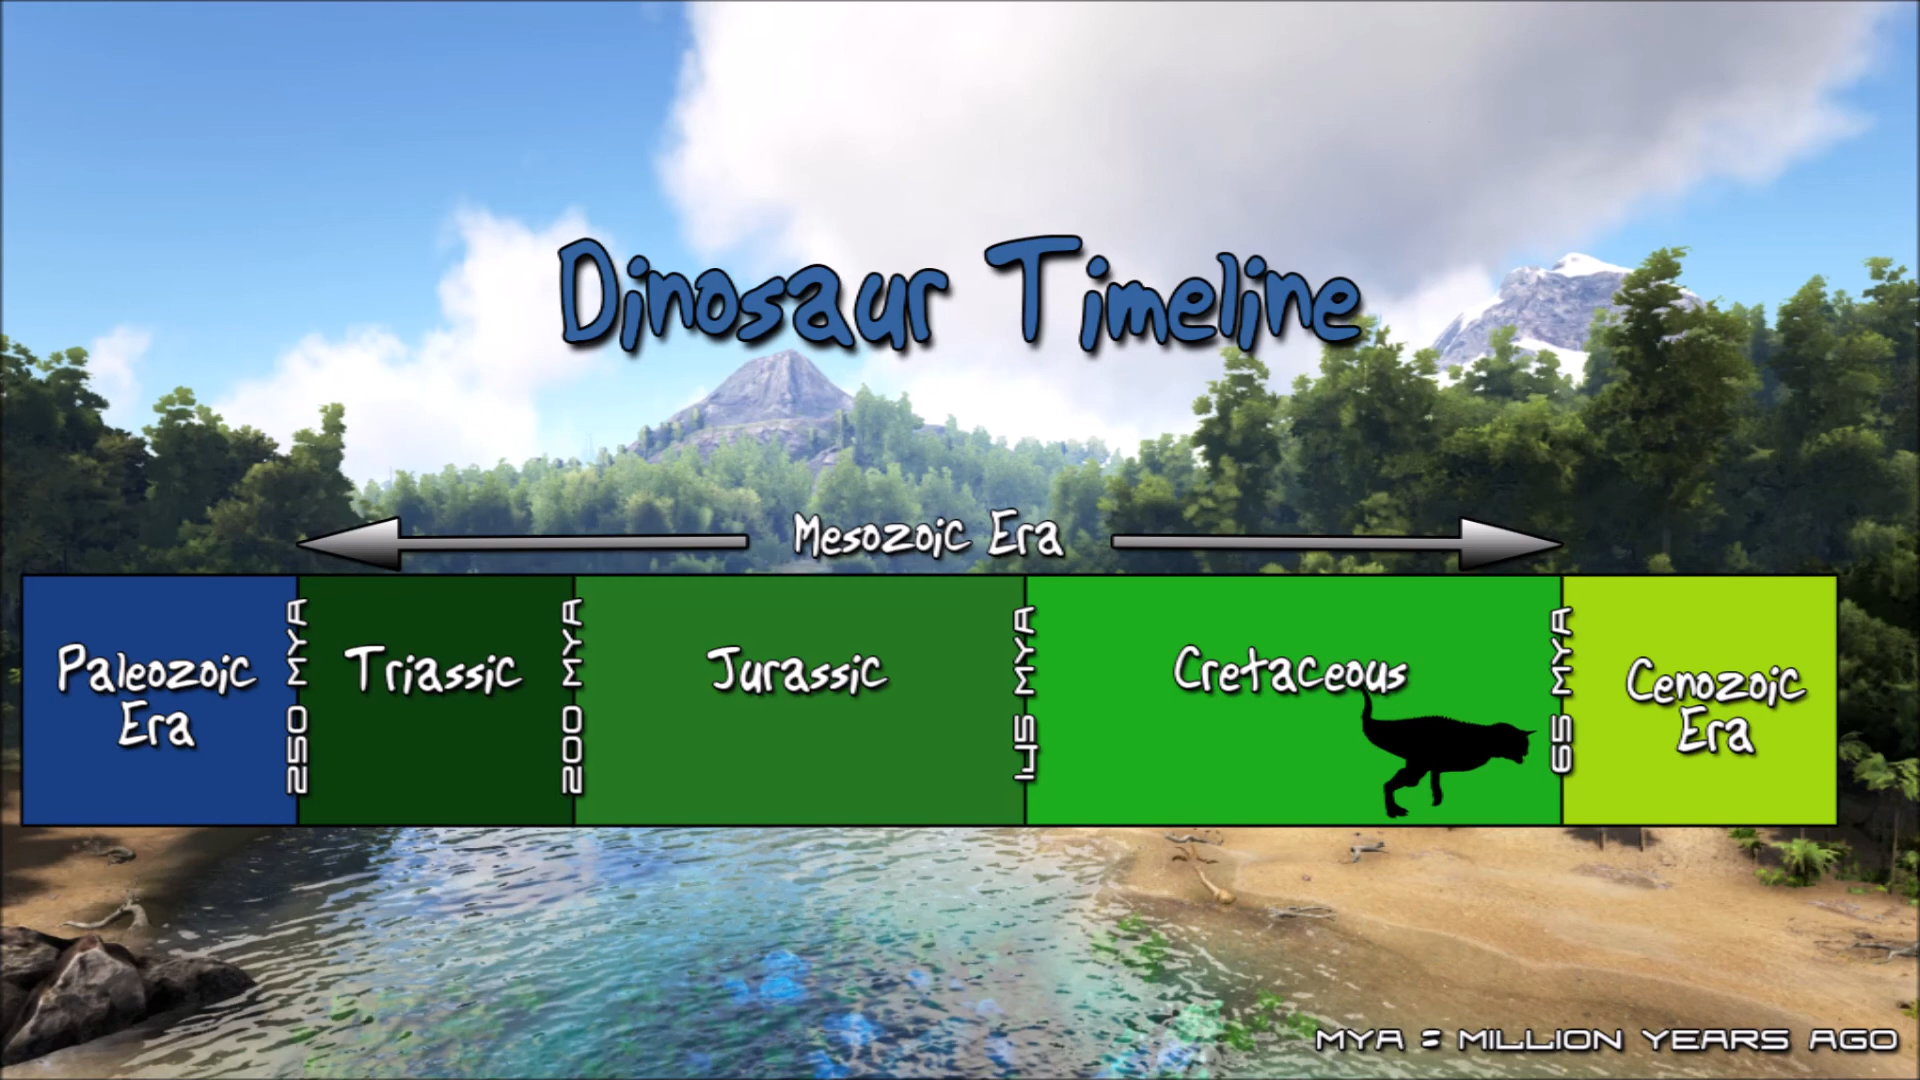 Dinosaur Timeline
Mesozoic Era
Paleozoic
Era
250 MYA
Triassic
200 MYA
Jurassic
145 MYA
Cretaceous
65 MYA
Cenozoic
Era
MYA = MILLION YEARS AGO